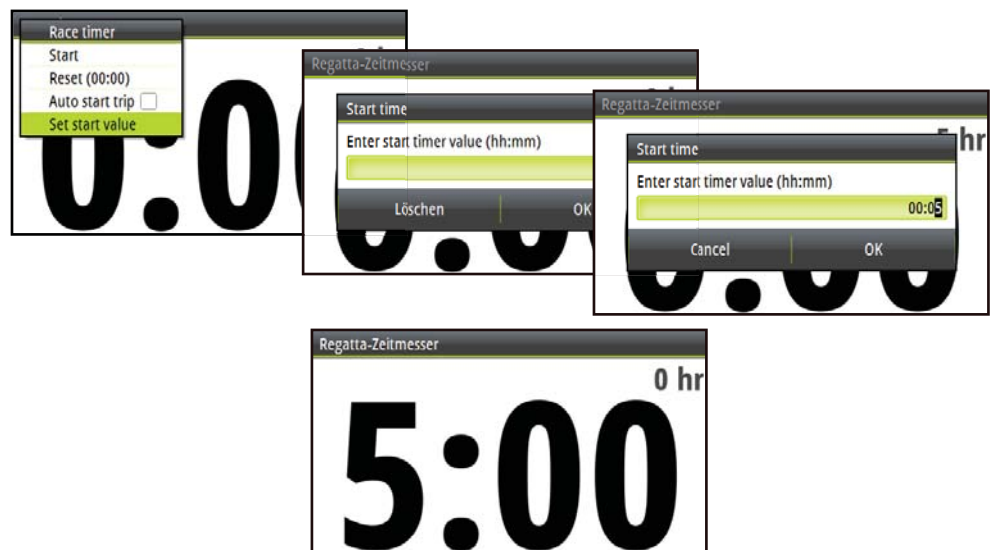 Race timer
Start
Reset (00:00)
Auto start trip
Set start value
Regatta-Zeitmesser
Start time
Enter start timer value (hh:mm)
Löschen OK
Regatta-Zeitmesser
hr
Start time
Enter start timer value (hh:mm)
00:05
Cancel OK
Regatta-Zeitmesser
0 hr
5:00